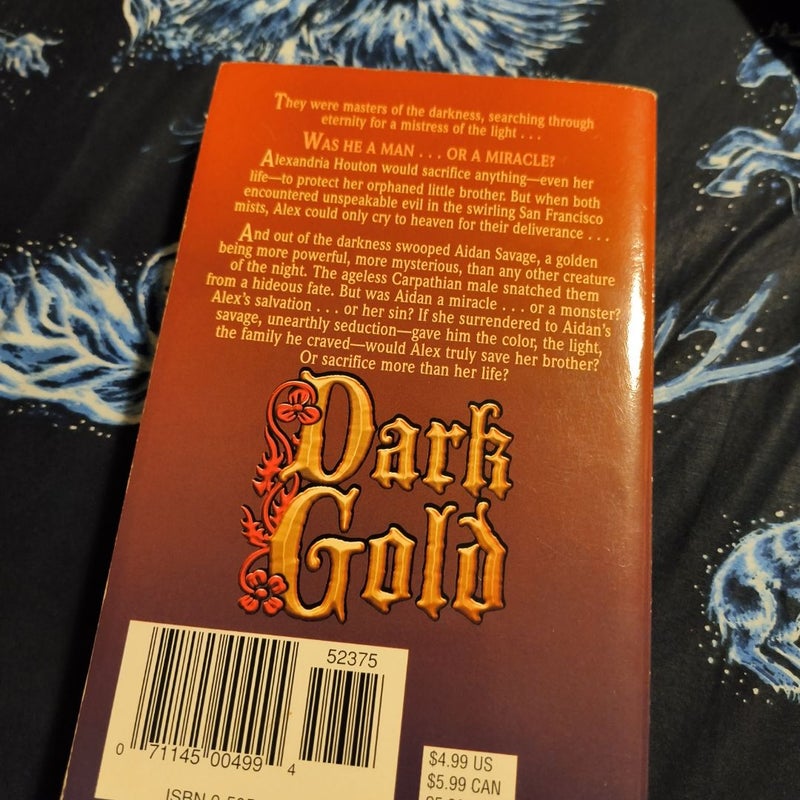 They were masters of the darkness, searching through
eternity for a mistress of the light . . .
WAS HE A MAN . . . OR A MIRACLE?
Alexandria Houton would sacrifice anything—even her
life—to protect her orphaned little brother. But when both
encountered unspeakable evil in the swirling San Francisco
mists, Alex could only cry to heaven for their deliverance . . .
And out of the darkness swooped Aidan Savage, a golden
being more powerful, more mysterious, than any other creature
of the night. The ageless Carpathian male snatched them
from a hideous fate. But was Aidan a miracle . . . or a monster?
Alex's salvation . . . or her sin? If she surrendered to Aidan's
savage, unearthly seduction—gave him the color, the light,
the family he craved—would Alex truly save her brother?
Or sacrifice more than her life?
Dark
Gold
52375
0 71145 00499 4
$4.99 US
$5.99 CAN
ISBN 0-505